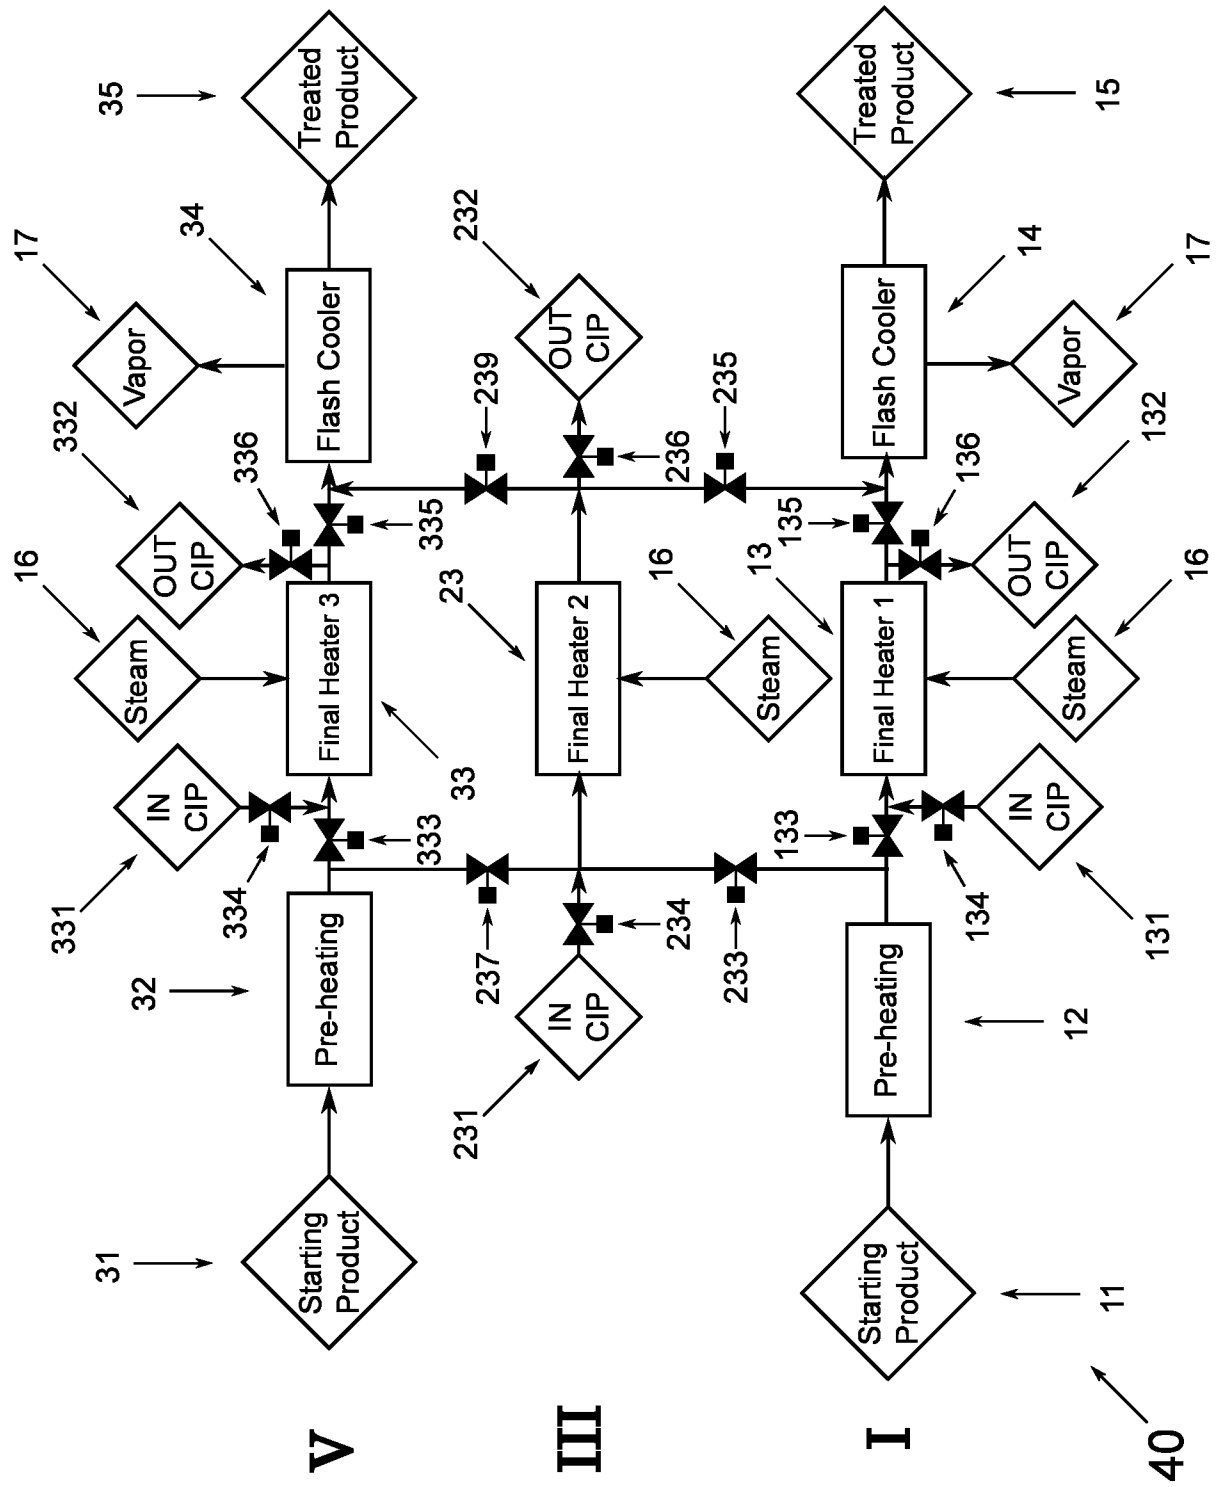 16
17
331
332
31
35
32
Steam
Vapor
IN
CIP
OUT
CIP
34
334
336
V
Starting
Product
Pre-heating
Final Heater 3
Flash Cooler
Treated
Product
333
335
33
23
232
231
237
239
III
IN
CIP
Final Heater 2
OUT
CIP
234
16
236
233
235
Steam
13
133
135
I
Starting
Product
Pre-heating
Final Heater 1
Flash Cooler
Treated
Product
134
136
14
IN
CIP
OUT
CIP
Steam
Vapor
11
12
15
131
132
40
16
17